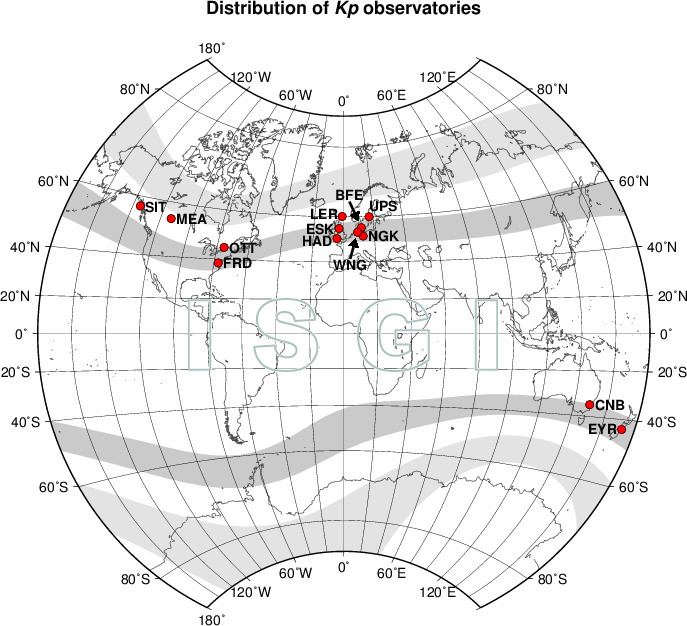 Distribution of Kp observatories
180˚
120˚W
120˚E
80˚N
80˚N
60˚W
0˚
60˚E
60˚N
60˚N
BFE
SIT
LER
UPS
MEA
ESK
NGK
HAD
OTT
40˚N
40˚N
FRD
WNG
20˚N
20˚N
ISGI
0˚
0˚
20˚S
20˚S
CNB
40˚S
40˚S
EYR
60˚S
60˚S
60˚W
0˚
60˚E
80˚S
80˚S
120˚W
120˚E
180˚